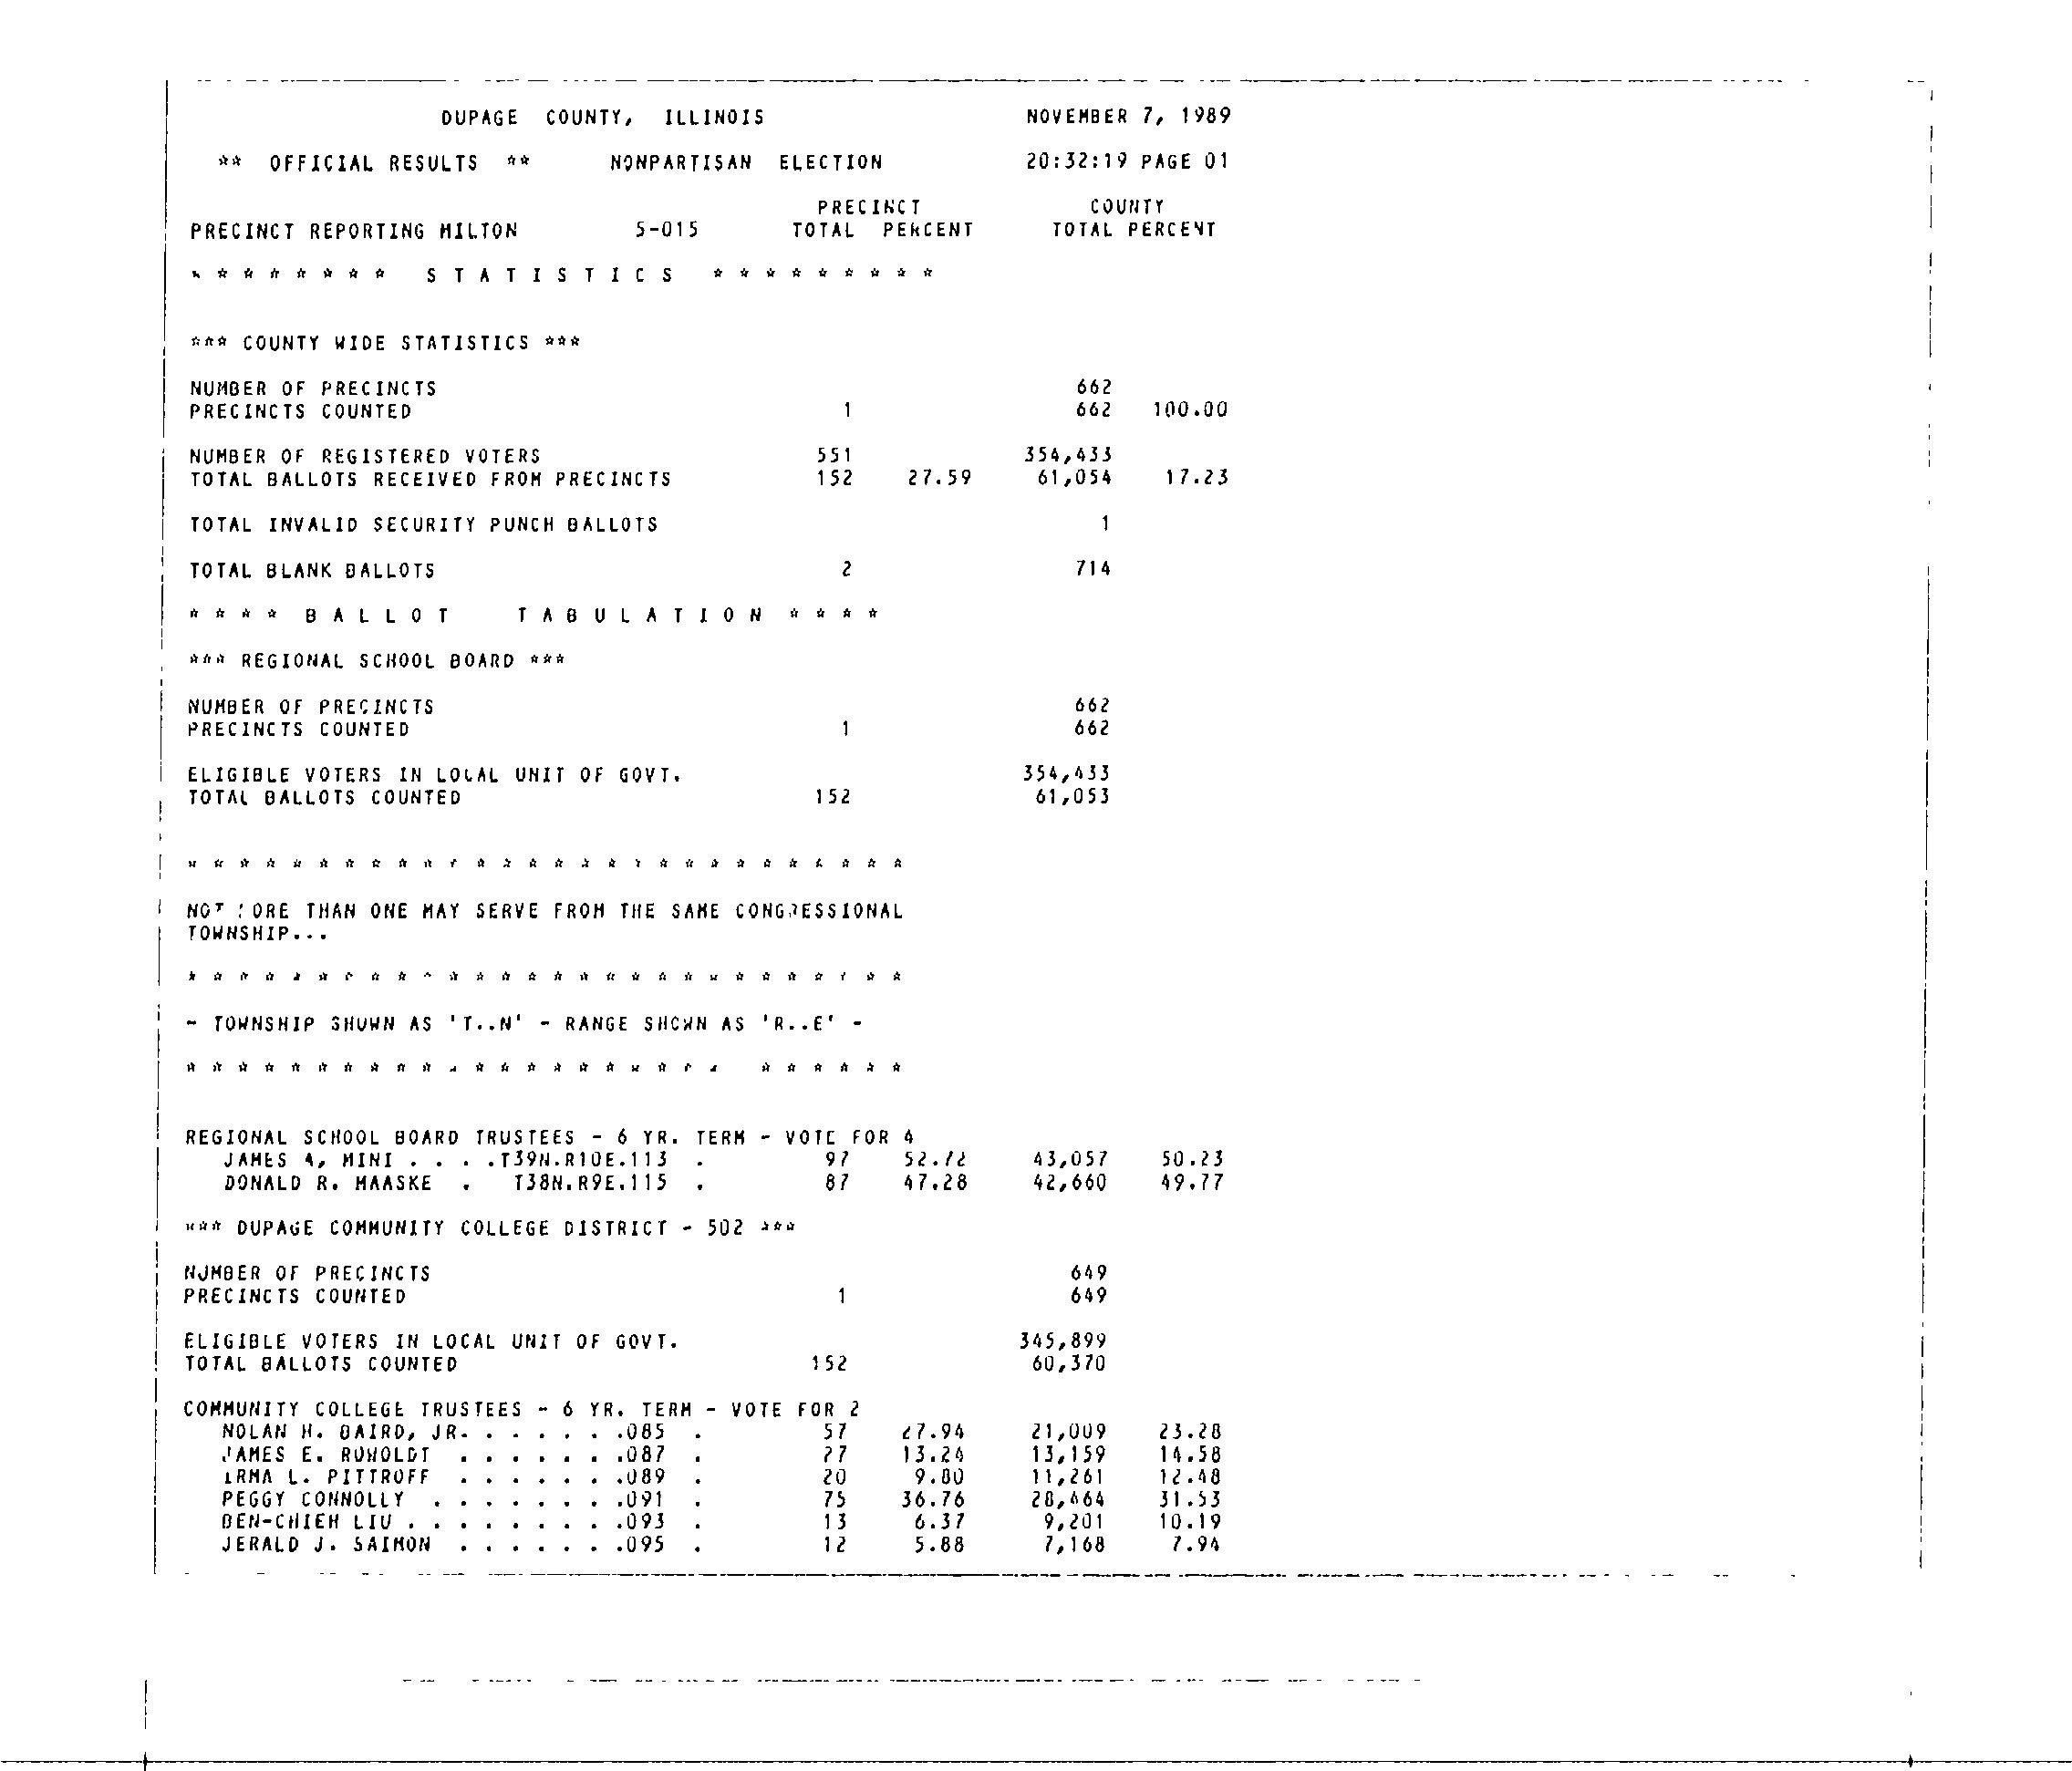 DUPAGE COUNTY, ILLINOIS NOVEMBER 7, 1989
** OFFICIAL RESULTS ** NONPARTISAN ELECTION 20:32:19 PAGE 01
PRECINCT COUNTY
PRECINCT REPORTING MILTON 5-015 TOTAL PERCENT TOTAL PERCENT
* * * * * * * * S T A T I S T I C S * * * * * * * * *
*** COUNTY WIDE STATISTICS ***
NUMBER OF PRECINCTS 662
PRECINCTS COUNTED 1 662 100.00
NUMBER OF REGISTERED VOTERS 551 354,433
TOTAL BALLOTS RECEIVED FROM PRECINCTS 152 27.59 61,054 17.23
TOTAL INVALID SECURITY PUNCH BALLOTS 1
TOTAL BLANK BALLOTS 2 714
* * * * B A L L O T T A B U L A T I O N * * * *
*** REGIONAL SCHOOL BOARD ***
NUMBER OF PRECINCTS 662
PRECINCTS COUNTED 1 662
ELIGIBLE VOTERS IN LOCAL UNIT OF GOVT. 354,433
TOTAL BALLOTS COUNTED 152 61,053
* * * * * * * * * * * * * * * * * * * * * * * * * * * *
NOT MORE THAN ONE MAY SERVE FROM THE SAME CONGRESSIONAL
TOWNSHIP...
* * * * * * * * * * * * * * * * * * * * * * * * * * * *
- TOWNSHIP SHOWN AS 'T..N' - RANGE SHOWN AS 'R..E' -
* * * * * * * * * * * * * * * * * * * * * * * * * * *
REGIONAL SCHOOL BOARD TRUSTEES - 6 YR. TERM - VOTE FOR 4
JAMES A. MINI . . . .T39N.R10E.113 . 97 52.72 43,057 50.23
DONALD R. MAASKE . T38N.R9E.115 . 87 47.28 42,660 49.77
*** DUPAGE COMMUNITY COLLEGE DISTRICT - 502 ***
NUMBER OF PRECINCTS 649
PRECINCTS COUNTED 1 649
ELIGIBLE VOTERS IN LOCAL UNIT OF GOVT. 345,899
TOTAL BALLOTS COUNTED 152 60,370
COMMUNITY COLLEGE TRUSTEES - 6 YR. TERM - VOTE FOR 2
NOLAN H. BAIRD, JR. . . . . . .085 . 57 27.94 21,009 23.28
JAMES E. ROWOLDT . . . . . . .087 . 27 13.24 13,159 14.58
ERMA L. PITTROFF . . . . . . .089 . 20 9.80 11,261 12.48
PEGGY CONNOLLY . . . . . . . .091 . 75 36.76 28,464 31.53
BEN-CHIEH LIU . . . . . . . . .093 . 13 6.37 9,201 10.19
JERALD J. SAIMON . . . . . . .095 . 12 5.88 7,168 7.94